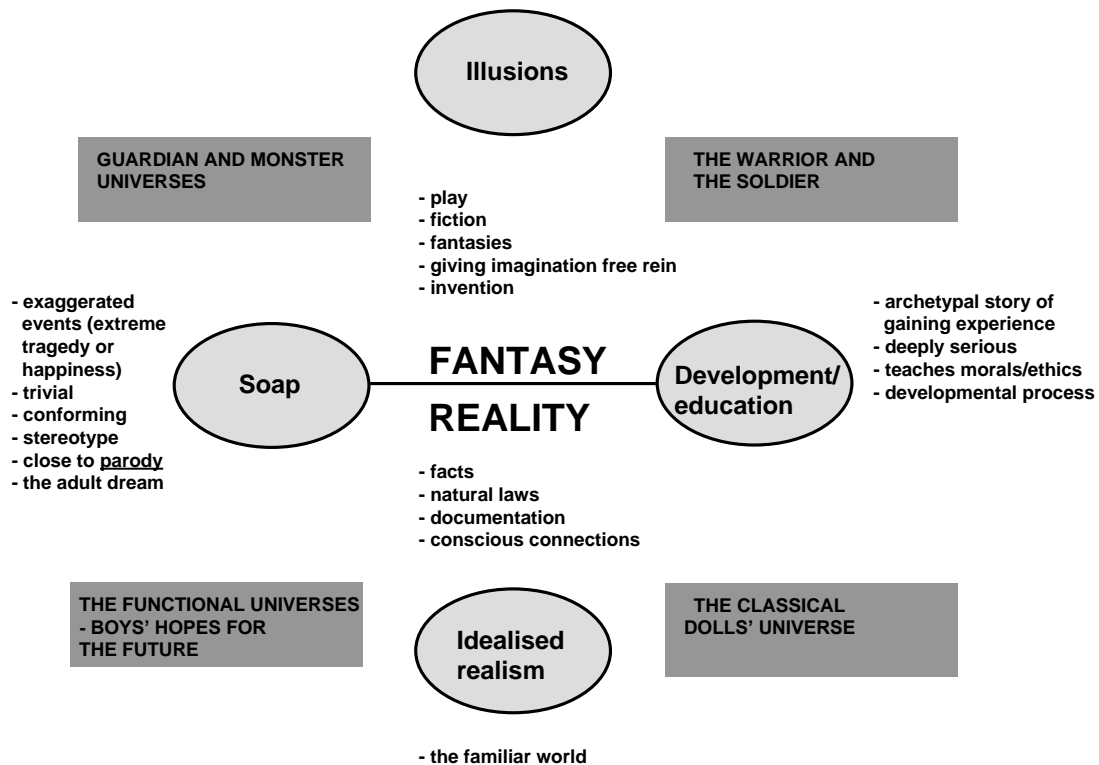 Illusions
GUARDIAN AND MONSTER
UNIVERSES
THE WARRIOR AND
THE SOLDIER
- play
- fiction
- fantasies
- giving imagination free rein
- invention
- exaggerated
events (extreme
tragedy or
happiness)
- trivial
- conforming
- stereotype
- close to parody
- the adult dream
Soap
FANTASY
REALITY
Development/
education
- archetypal story of
gaining experience
- deeply serious
- teaches morals/ethics
- developmental process
- facts
- natural laws
- documentation
- conscious connections
THE FUNCTIONAL UNIVERSES
- BOYS' HOPES FOR
THE FUTURE
Idealised
realism
THE CLASSICAL
DOLLS' UNIVERSE
- the familiar world